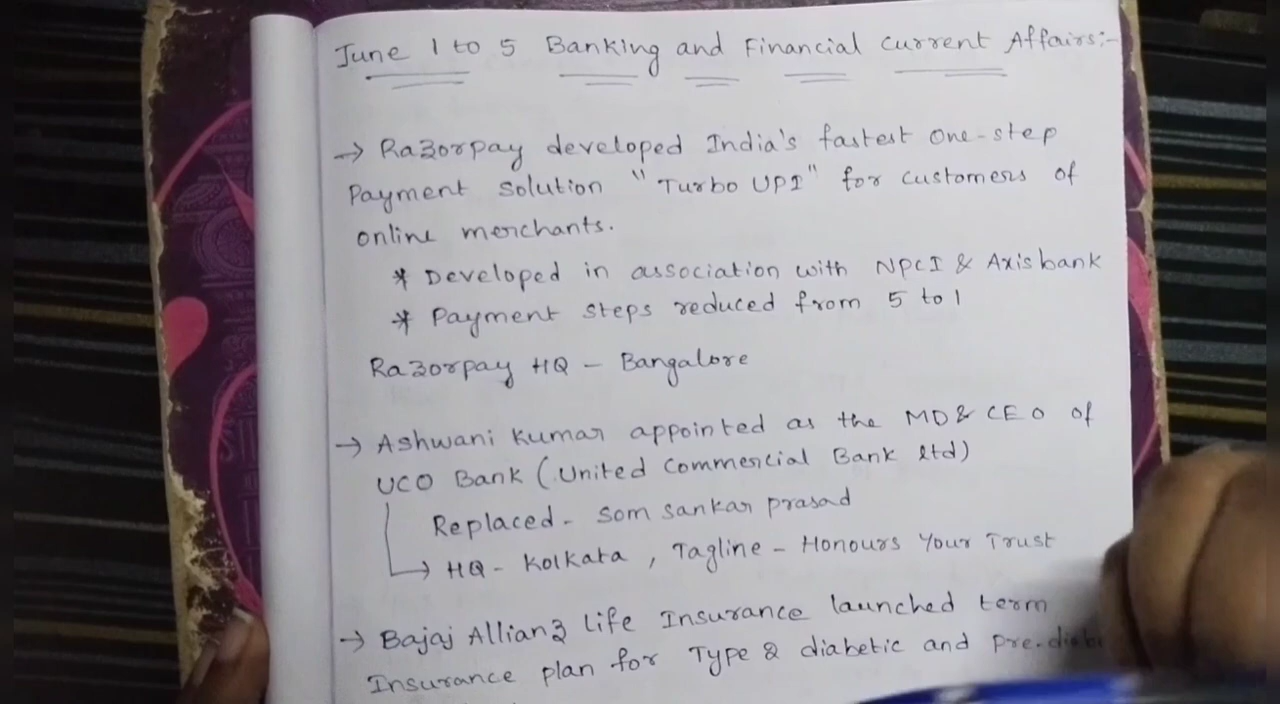 June 1 to 5 Banking and Financial Current Affairs:-
→ Razorpay developed India's fastest one-step
Payment Solution "Turbo UPI" for customers of
online merchants.
* Developed in association with NPCI & Axis bank
* Payment Steps reduced from 5 to 1
Razorpay HQ - Bangalore
→ Ashwani Kumar appointed as the MD & CEO of
UCO Bank (United Commercial Bank ltd)
Replaced - Som Sankar prasad
→ HQ - Kolkata , Tagline - Honours Your Trust
→ Bajaj Allianz Life Insurance launched term
Insurance plan for Type 2 diabetic and